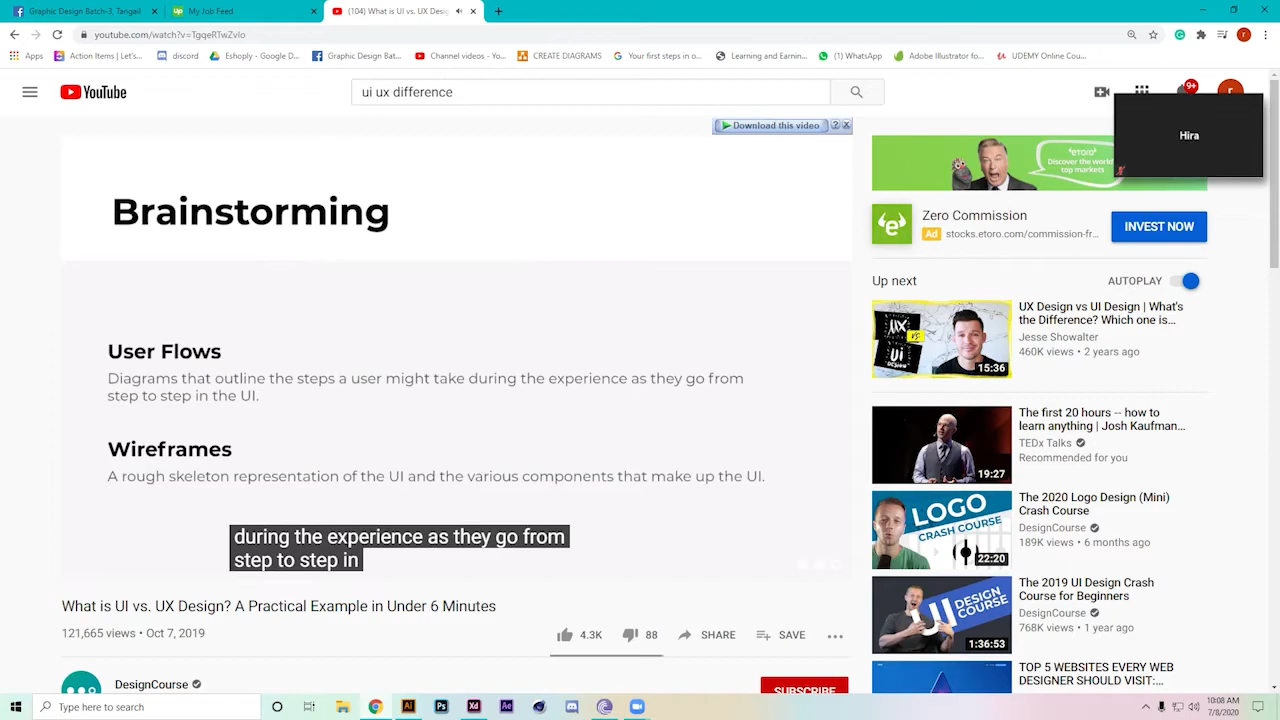 Graphic Design Batch-3, Tangail
My Job Feed
(104) What is UI vs. UX Desig
youtube.com/watch?v=TgqeRTwZvIo
Apps
Action Items | Let's...
discord
Eshoply - Google D...
Graphic Design Bat...
Channel videos - Yo...
CREATE DIAGRAMS
Your first steps in o...
Learning and Earnin...
(1) WhatsApp
Adobe Illustrator fo...
UDEMY Online Cou...
YouTube
ui ux difference
9+
Download this video
Hira
Brainstorming
User Flows
Diagrams that outline the steps a user might take during the experience as they go from
step to step in the UI.
Wireframes
A rough skeleton representation of the UI and the various components that make up the UI.
during the experience as they go from
step to step in
What is UI vs. UX Design? A Practical Example in Under 6 Minutes
121,665 views • Oct 7, 2019
4.3K
88
SHARE
SAVE
DesignCourse
SUBSCRIBE
eTORO
Discover the world
top markets
Zero Commission
Ad
stocks.etoro.com/commission-fr...
INVEST NOW
Up next
AUTOPLAY
UX
vs
UI
DESIGN
15:36
UX Design vs UI Design | What's
the Difference? Which one is...
Jesse Showalter
460K views • 2 years ago
19:27
The first 20 hours -- how to
learn anything | Josh Kaufman...
TEDx Talks
Recommended for you
LOGO
CRASH COURSE
22:20
The 2020 Logo Design (Mini)
Crash Course
DesignCourse
189K views • 6 months ago
UI DESIGN
COURSE
1:36:53
The 2019 UI Design Crash
Course for Beginners
DesignCourse
768K views • 1 year ago
TOP 5 WEBSITES EVERY WEB
DESIGNER SHOULD VISIT:...
Type here to search
10:08 AM
7/8/2020